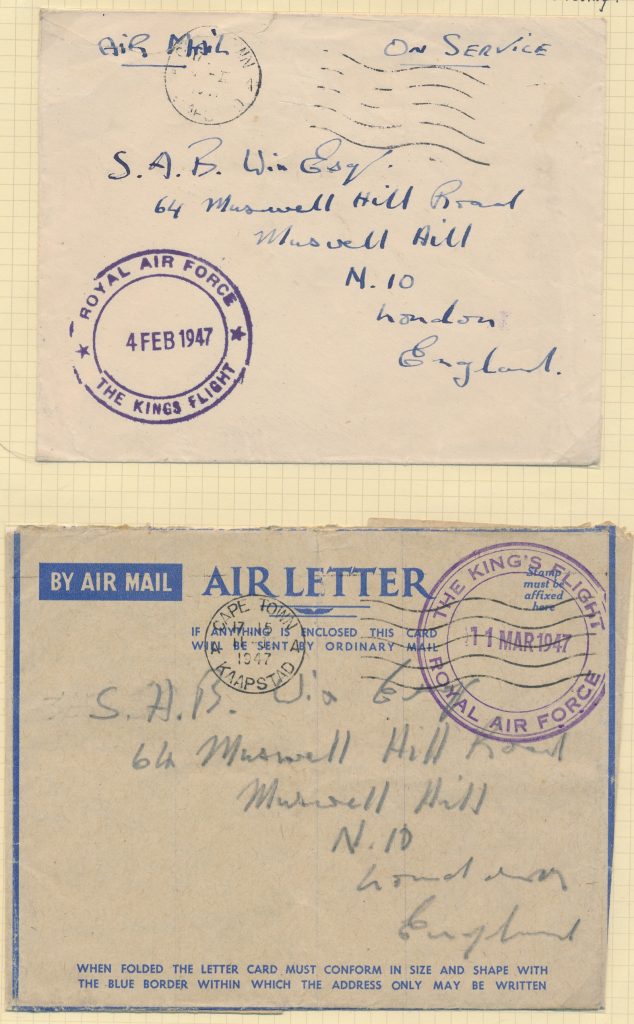 AIR MAIL
ON SERVICE
S.A.B. Wix Esq.
64 Muswell Hill Road
Muswell Hill
N.10
London
England.
ROYAL AIR FORCE
4 FEB 1947
THE KINGS FLIGHT
BY AIR MAIL
AIR LETTER
IF ANYTHING IS ENCLOSED THIS CARD
WILL BE SENT BY ORDINARY MAIL
Stamp
must be
affixed
here
THE KING'S FLIGHT
11 MAR 1947
ROYAL AIR FORCE
CAPE TOWN
17 15
A A
1947
KAAPSTAD
S.A.B. Wix Esq
64 Muswell Hill Road
Muswell Hill
N.10
London
England
WHEN FOLDED THE LETTER CARD MUST CONFORM IN SIZE AND SHAPE WITH
THE BLUE BORDER WITHIN WHICH THE ADDRESS ONLY MAY BE WRITTEN